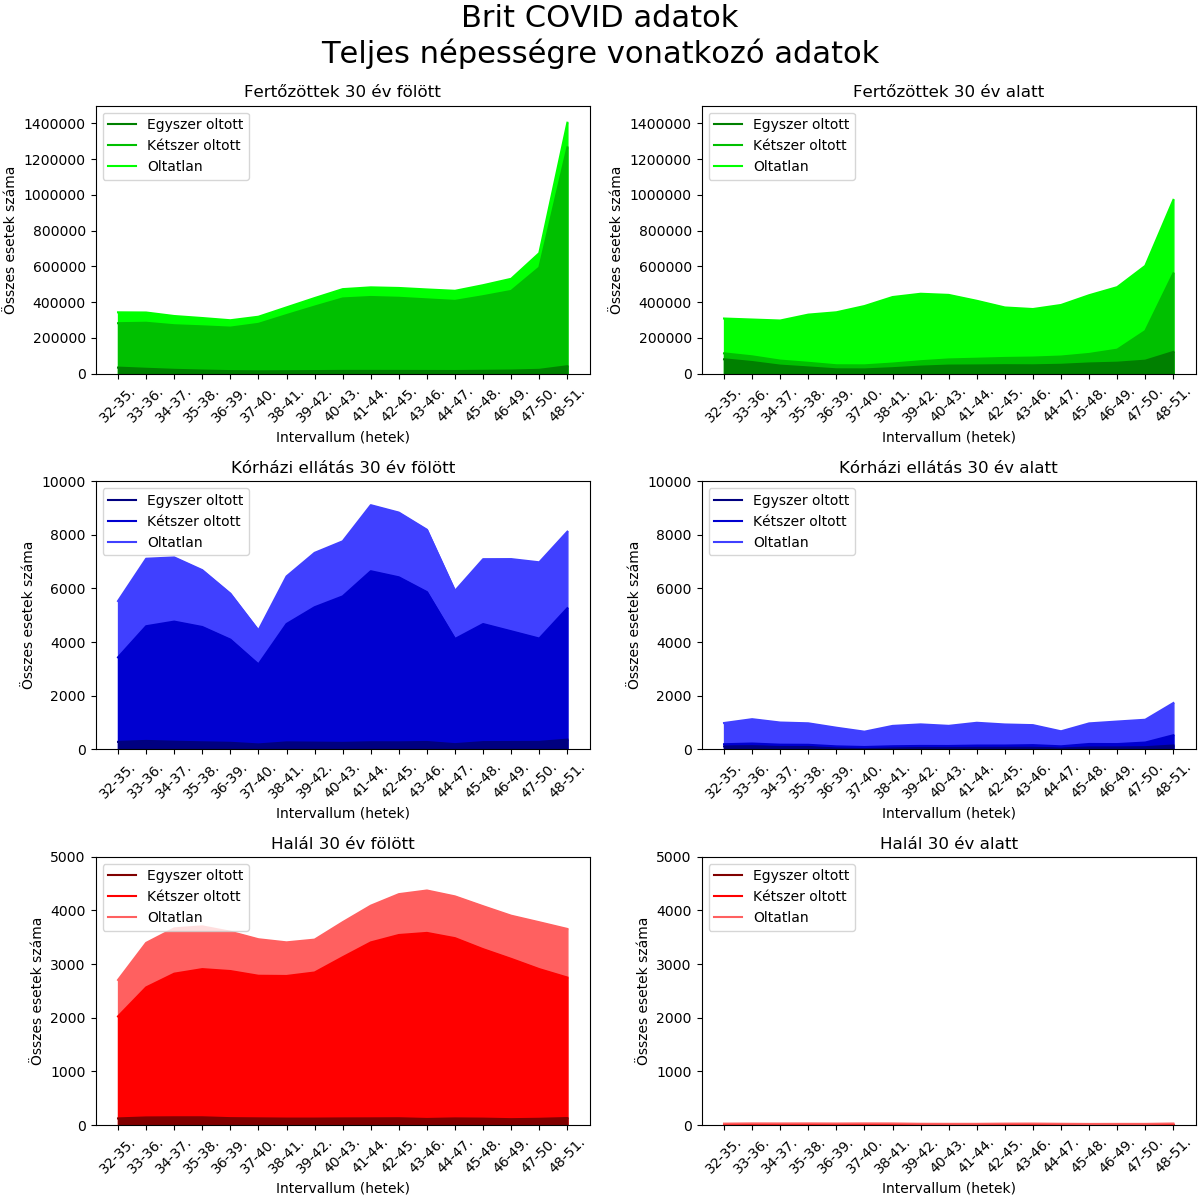 Brit COVID adatok
Teljes népességre vonatkozó adatok
Fertőzöttek 30 év fölött
Összes esetek száma
1400000
1200000
1000000
800000
600000
400000
200000
0
Egyszer oltott
Kétszer oltott
Oltatlan
32-35. 33-36. 34-37. 35-38. 36-39. 37-40. 38-41. 39-42. 40-43. 41-44. 42-45. 43-46. 44-47. 45-48. 46-49. 47-50. 48-51.
Intervallum (hetek)
Fertőzöttek 30 év alatt
Összes esetek száma
1400000
1200000
1000000
800000
600000
400000
200000
0
Egyszer oltott
Kétszer oltott
Oltatlan
32-35. 33-36. 34-37. 35-38. 36-39. 37-40. 38-41. 39-42. 40-43. 41-44. 42-45. 43-46. 44-47. 45-48. 46-49. 47-50. 48-51.
Intervallum (hetek)
Kórházi ellátás 30 év fölött
Összes esetek száma
10000
8000
6000
4000
2000
0
Egyszer oltott
Kétszer oltott
Oltatlan
32-35. 33-36. 34-37. 35-38. 36-39. 37-40. 38-41. 39-42. 40-43. 41-44. 42-45. 43-46. 44-47. 45-48. 46-49. 47-50. 48-51.
Intervallum (hetek)
Kórházi ellátás 30 év alatt
Összes esetek száma
10000
8000
6000
4000
2000
0
Egyszer oltott
Kétszer oltott
Oltatlan
32-35. 33-36. 34-37. 35-38. 36-39. 37-40. 38-41. 39-42. 40-43. 41-44. 42-45. 43-46. 44-47. 45-48. 46-49. 47-50. 48-51.
Intervallum (hetek)
Halál 30 év fölött
Összes esetek száma
5000
4000
3000
2000
1000
0
Egyszer oltott
Kétszer oltott
Oltatlan
32-35. 33-36. 34-37. 35-38. 36-39. 37-40. 38-41. 39-42. 40-43. 41-44. 42-45. 43-46. 44-47. 45-48. 46-49. 47-50. 48-51.
Intervallum (hetek)
Halál 30 év alatt
Összes esetek száma
5000
4000
3000
2000
1000
0
Egyszer oltott
Kétszer oltott
Oltatlan
32-35. 33-36. 34-37. 35-38. 36-39. 37-40. 38-41. 39-42. 40-43. 41-44. 42-45. 43-46. 44-47. 45-48. 46-49. 47-50. 48-51.
Intervallum (hetek)